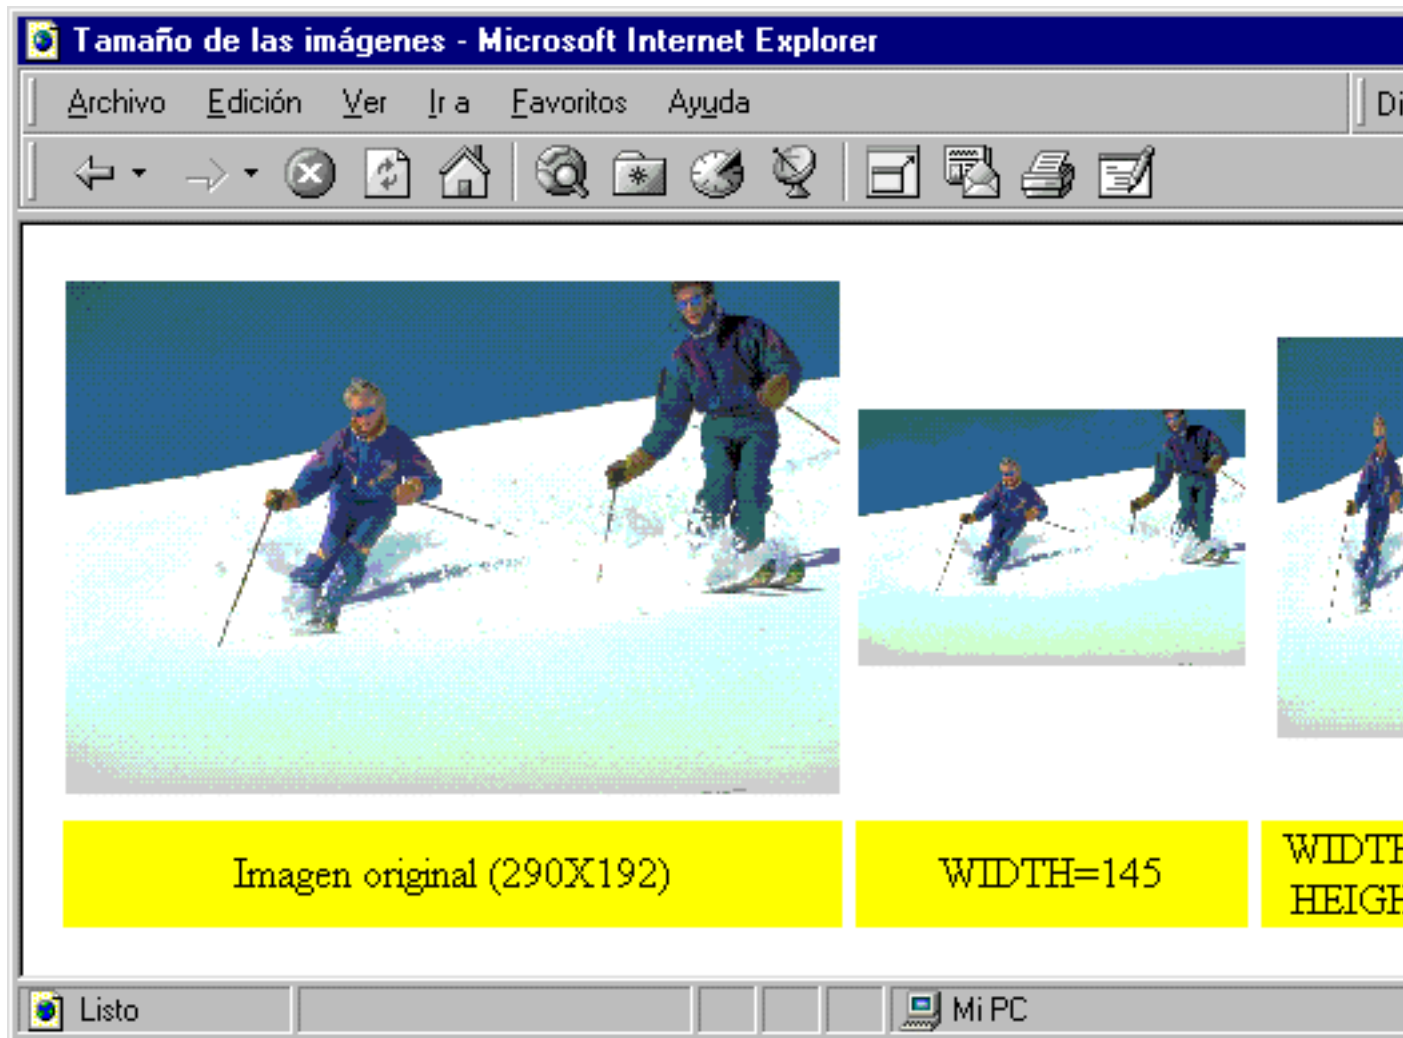 Tamaño de las imágenes - Microsoft Internet Explorer
Archivo Edición Ver Ir a Favoritos Ayuda
Imagen original (290X192)
WIDTH=145
Listo
Mi PC